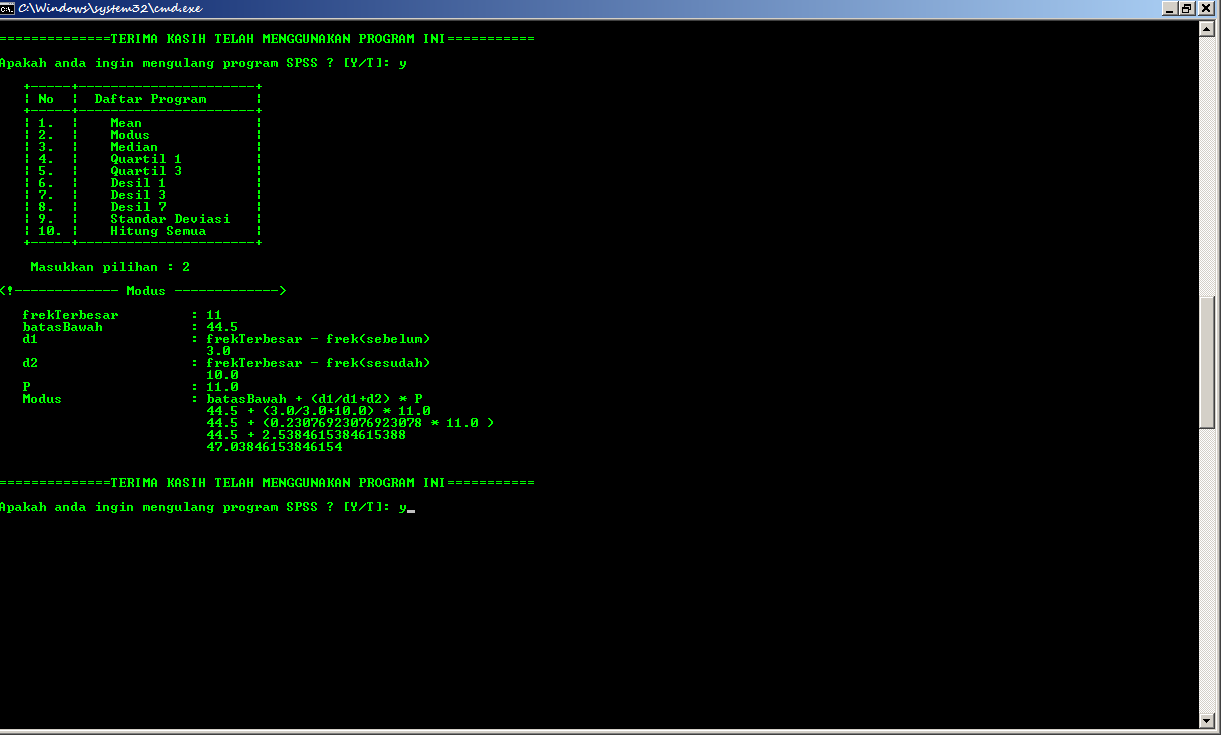 C:\Windows\system32\cmd.exe
==============TERIMA KASIH TELAH MENGGUNAKAN PROGRAM INI===========
Apakah anda ingin mengulang program SPSS ? [Y/T]: y
+-----+----------------------+
| No  |  Daftar Program      |
+-----+----------------------+
| 1.  |    Mean              |
| 2.  |    Modus             |
| 3.  |    Median            |
| 4.  |    Quartil 1         |
| 5.  |    Quartil 3         |
| 6.  |    Desil 1           |
| 7.  |    Desil 3           |
| 8.  |    Desil 7           |
| 9.  |    Standar Deviasi   |
| 10. |    Hitung Semua      |
+-----+----------------------+
Masukkan pilihan : 2
<!------------- Modus ------------->
frekTerbesar         : 11
batasBawah           : 44.5
d1                   : frekTerbesar - frek(sebelum)
3.0
d2                   : frekTerbesar - frek(sesudah)
10.0
P                    : 11.0
Modus                : batasBawah + (d1/d1+d2) * P
44.5 + (3.0/3.0+10.0) * 11.0
44.5 + (0.23076923076923078 * 11.0 )
44.5 + 2.5384615384615388
47.03846153846154
==============TERIMA KASIH TELAH MENGGUNAKAN PROGRAM INI===========
Apakah anda ingin mengulang program SPSS ? [Y/T]: y_